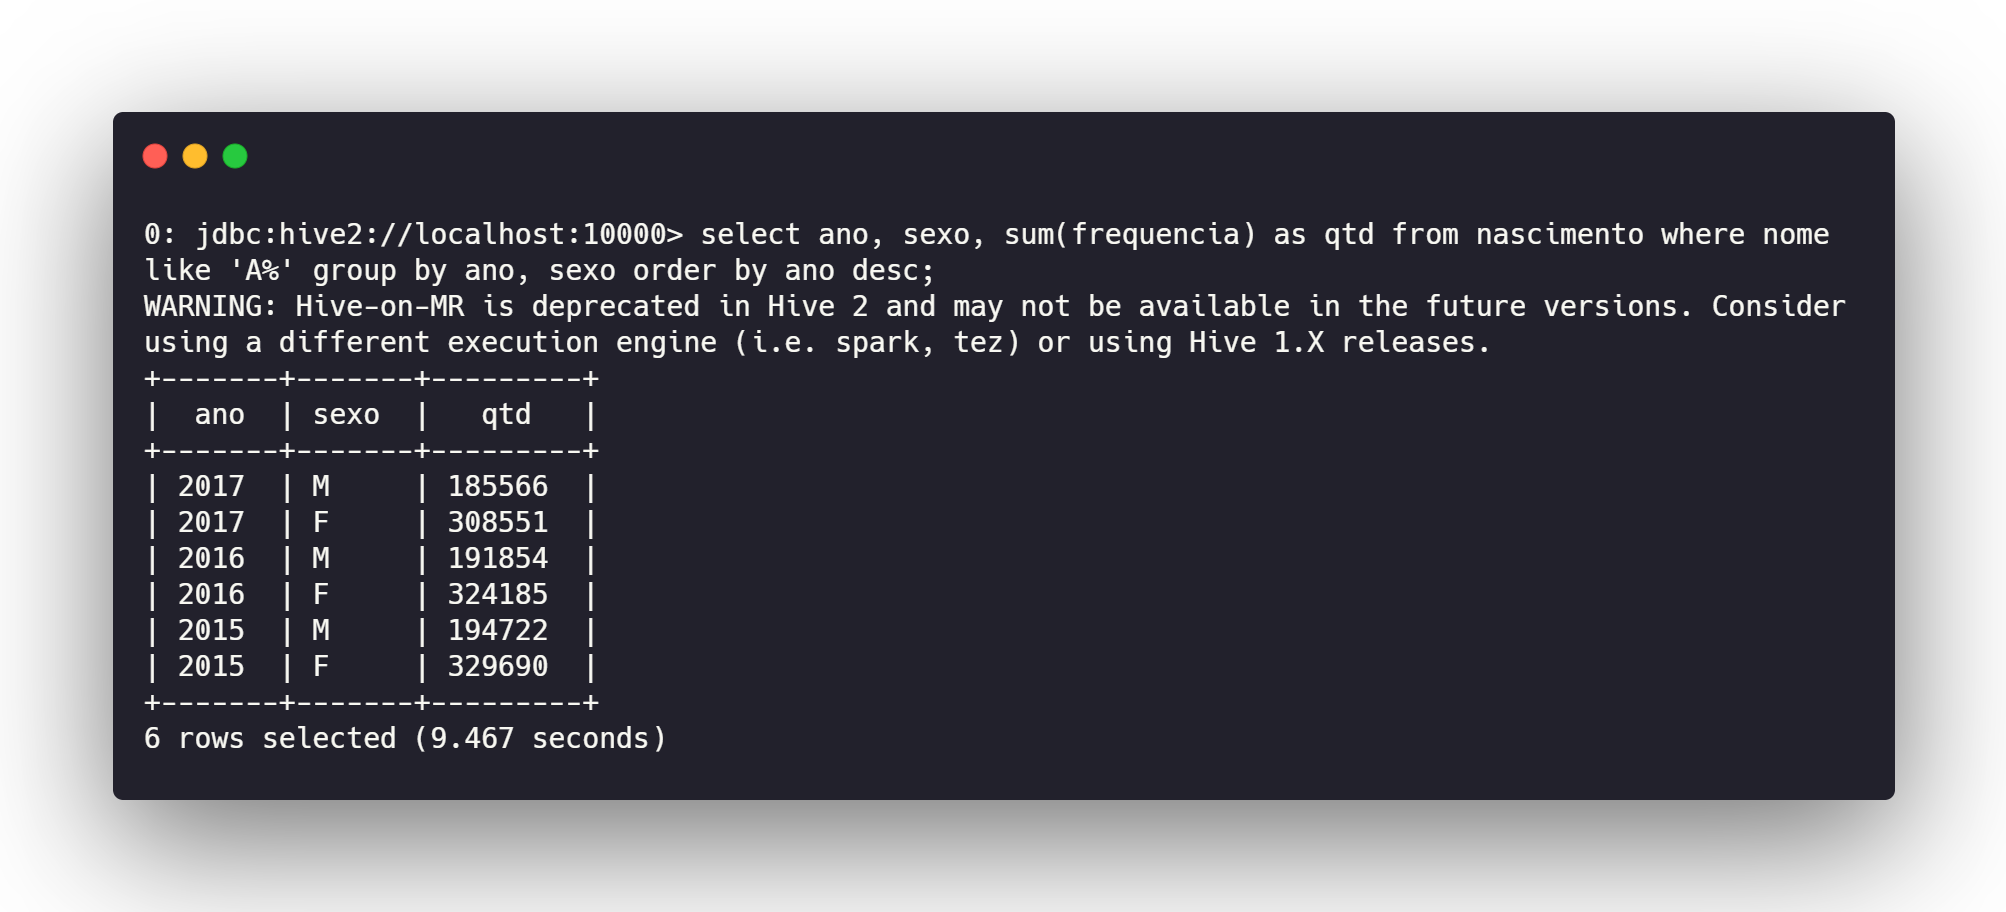 0: jdbc:hive2://localhost:10000> select ano, sexo, sum(frequencia) as qtd from nascimento where nome
like 'A%' group by ano, sexo order by ano desc;
WARNING: Hive-on-MR is deprecated in Hive 2 and may not be available in the future versions. Consider
using a different execution engine (i.e. spark, tez) or using Hive 1.X releases.
+-------+-------+---------+
|  ano  | sexo  |   qtd   |
+-------+-------+---------+
| 2017  | M     | 185566  |
| 2017  | F     | 308551  |
| 2016  | M     | 191854  |
| 2016  | F     | 324185  |
| 2015  | M     | 194722  |
| 2015  | F     | 329690  |
+-------+-------+---------+
6 rows selected (9.467 seconds)